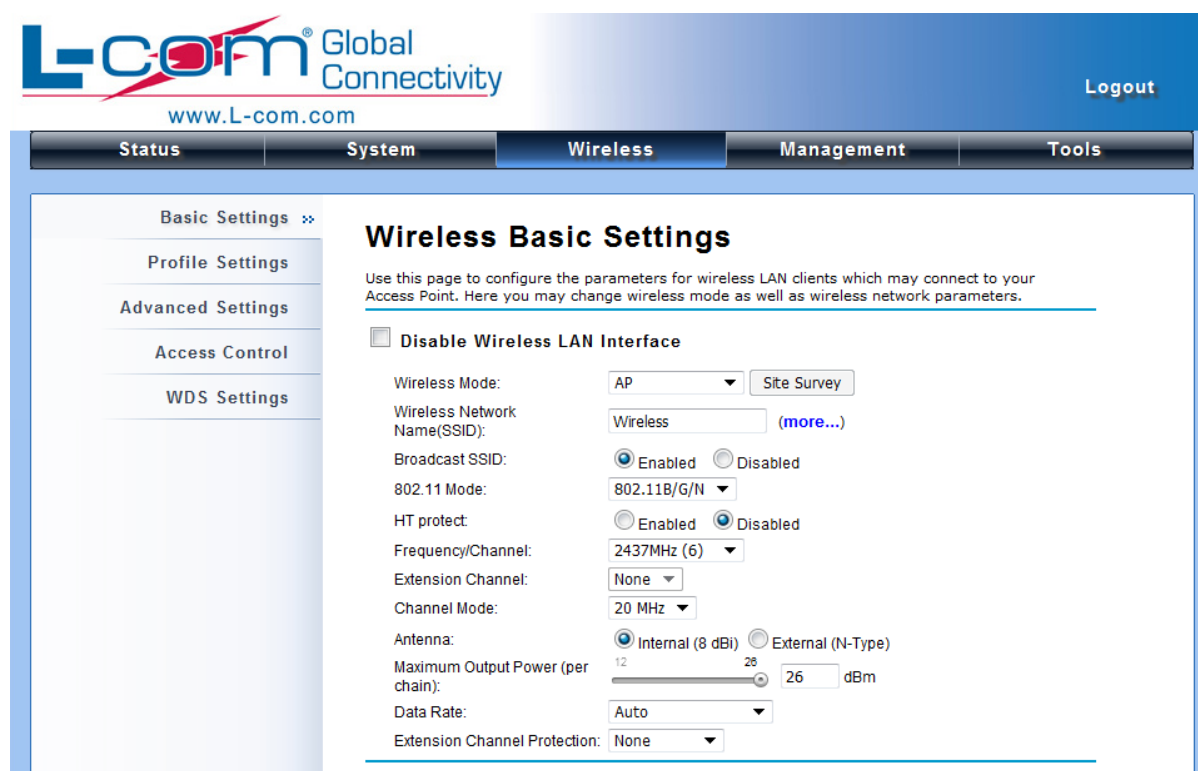 L-com® Global Connectivity
www.L-com.com
Logout
Status System Wireless Management Tools
Basic Settings »
Profile Settings
Advanced Settings
Access Control
WDS Settings
Wireless Basic Settings
Use this page to configure the parameters for wireless LAN clients which may connect to your
Access Point. Here you may change wireless mode as well as wireless network parameters.
Disable Wireless LAN Interface
Wireless Mode: AP Site Survey
Wireless Network
Name(SSID): Wireless (more...)
Broadcast SSID: Enabled Disabled
802.11 Mode: 802.11B/G/N
HT protect: Enabled Disabled
Frequency/Channel: 2437MHz (6)
Extension Channel: None
Channel Mode: 20 MHz
Antenna: Internal (8 dBi) External (N-Type)
Maximum Output Power (per
chain): 12 26 26 dBm
Data Rate: Auto
Extension Channel Protection: None